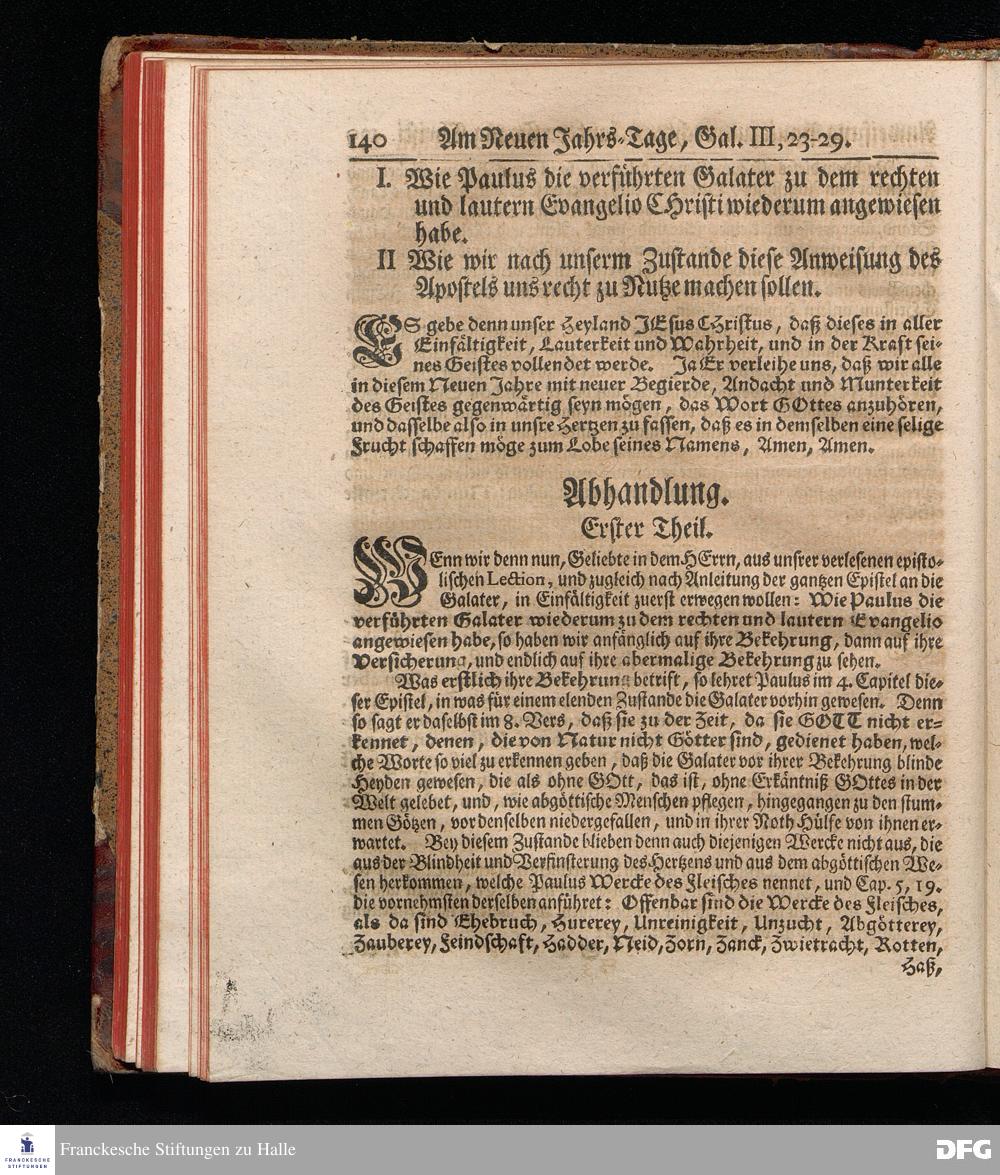 140 Am Neuen Jahrs-Tage, Gal. III, 23-29.
I. Wie Paulus die verführten Galater zu dem rechten
und lautern Evangelio CHristi wiederum angewiesen
habe.
II Wie wir nach unserm Zustande diese Anweisung des
Apostels uns recht zu Nutze machen sollen.
ES gebe denn unser Heyland JEsus CHristus, daß dieses in aller
Einfältigkeit, Lauterkeit und Wahrheit, und in der Kraft sei-
nes Geistes vollendet werde. Ja Er verleihe uns, daß wir alle
in diesem Neuen Jahre mit neuer Begierde, Andacht und Munterkeit
des Geistes gegenwärtig seyn mögen, das Wort GOttes anzuhören,
und dasselbe also in unsre Hertzen zu fassen, daß es in demselben eine selige
Frucht schaffen möge zum Lobe seines Namens, Amen, Amen.
Abhandlung.
Erster Theil.
WEnn wir denn nun, Geliebte in dem HErrn, aus unsrer verlesenen episto-
lischen Lection, und zugleich nach Anleitung der gantzen Epistel an die
Galater, in Einfältigkeit zuerst erwegen wollen: Wie Paulus die
verführten Galater wiederum zu dem rechten und lautern Evangelio
angewiesen habe, so haben wir anfänglich auf ihre Bekehrung, dann auf ihre
Versicherung, und endlich auf ihre abermalige Bekehrung zu sehen.
Was erstlich ihre Bekehrung betrift, so lehret Paulus im 4. Capitel die-
ser Epistel, in was für einem elenden Zustande die Galater vorhin gewesen. Denn
so sagt er daselbst im 8. Vers, daß sie zu der Zeit, da sie GOTT nicht er-
kennet, denen, die von Natur nicht Götter sind, gedienet haben, wel-
che Worte so viel zu erkennen geben, daß die Galater vor ihrer Bekehrung blinde
Heyden gewesen, die als ohne GOtt, das ist, ohne Erkäntniß GOttes in der
Welt gelebet, und, wie abgöttische Menschen pflegen, hingegangen zu den stum-
men Götzen, vor denselben niedergefallen, und in ihrer Noth Hülfe von ihnen er-
wartet. Bey diesem Zustande blieben denn auch diejenigen Wercke nicht aus, die
aus der Blindheit und Verfinsterung des Hertzens und aus dem abgöttischen We-
sen herkommen, welche Paulus Wercke des Fleisches nennet, und Cap. 5, 19.
die vornehmsten derselben anführet: Offenbar sind die Wercke des Fleisches,
als da sind Ehebruch, Hurerey, Unreinigkeit, Unzucht, Abgötterey,
Zauberey, Feindschaft, Hadder, Neid, Zorn, Zanck, Zwietracht, Rotten,
Haß,
FRANCKESCHE
STIFTUNGEN
Franckesche Stiftungen zu Halle
DFG